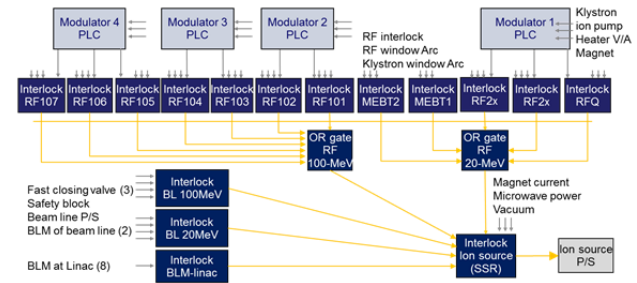 Modulator 4
PLC
Modulator 3
PLC
Modulator 2
PLC
Modulator 1
PLC
Klystron
ion pump
Heater V/A
Magnet
RF interlock
RF window Arc
Klystron window Arc
Interlock
RF107
Interlock
RF106
Interlock
RF105
Interlock
RF104
Interlock
RF103
Interlock
RF102
Interlock
RF101
Interlock
MEBT2
Interlock
MEBT1
Interlock
RF2x
Interlock
RF2x
Interlock
RFQ
OR gate
RF
100-MeV
OR gate
RF
20-MeV
Fast closing valve (3)
Safety block
Beam line P/S
BLM of beam line (2)
BLM at Linac (8)
Interlock
BL 100MeV
Interlock
BL 20MeV
Interlock
BLM-linac
Magnet current
Microwave power
Vacuum
Interlock
Ion source
(SSR)
Ion source
P/S